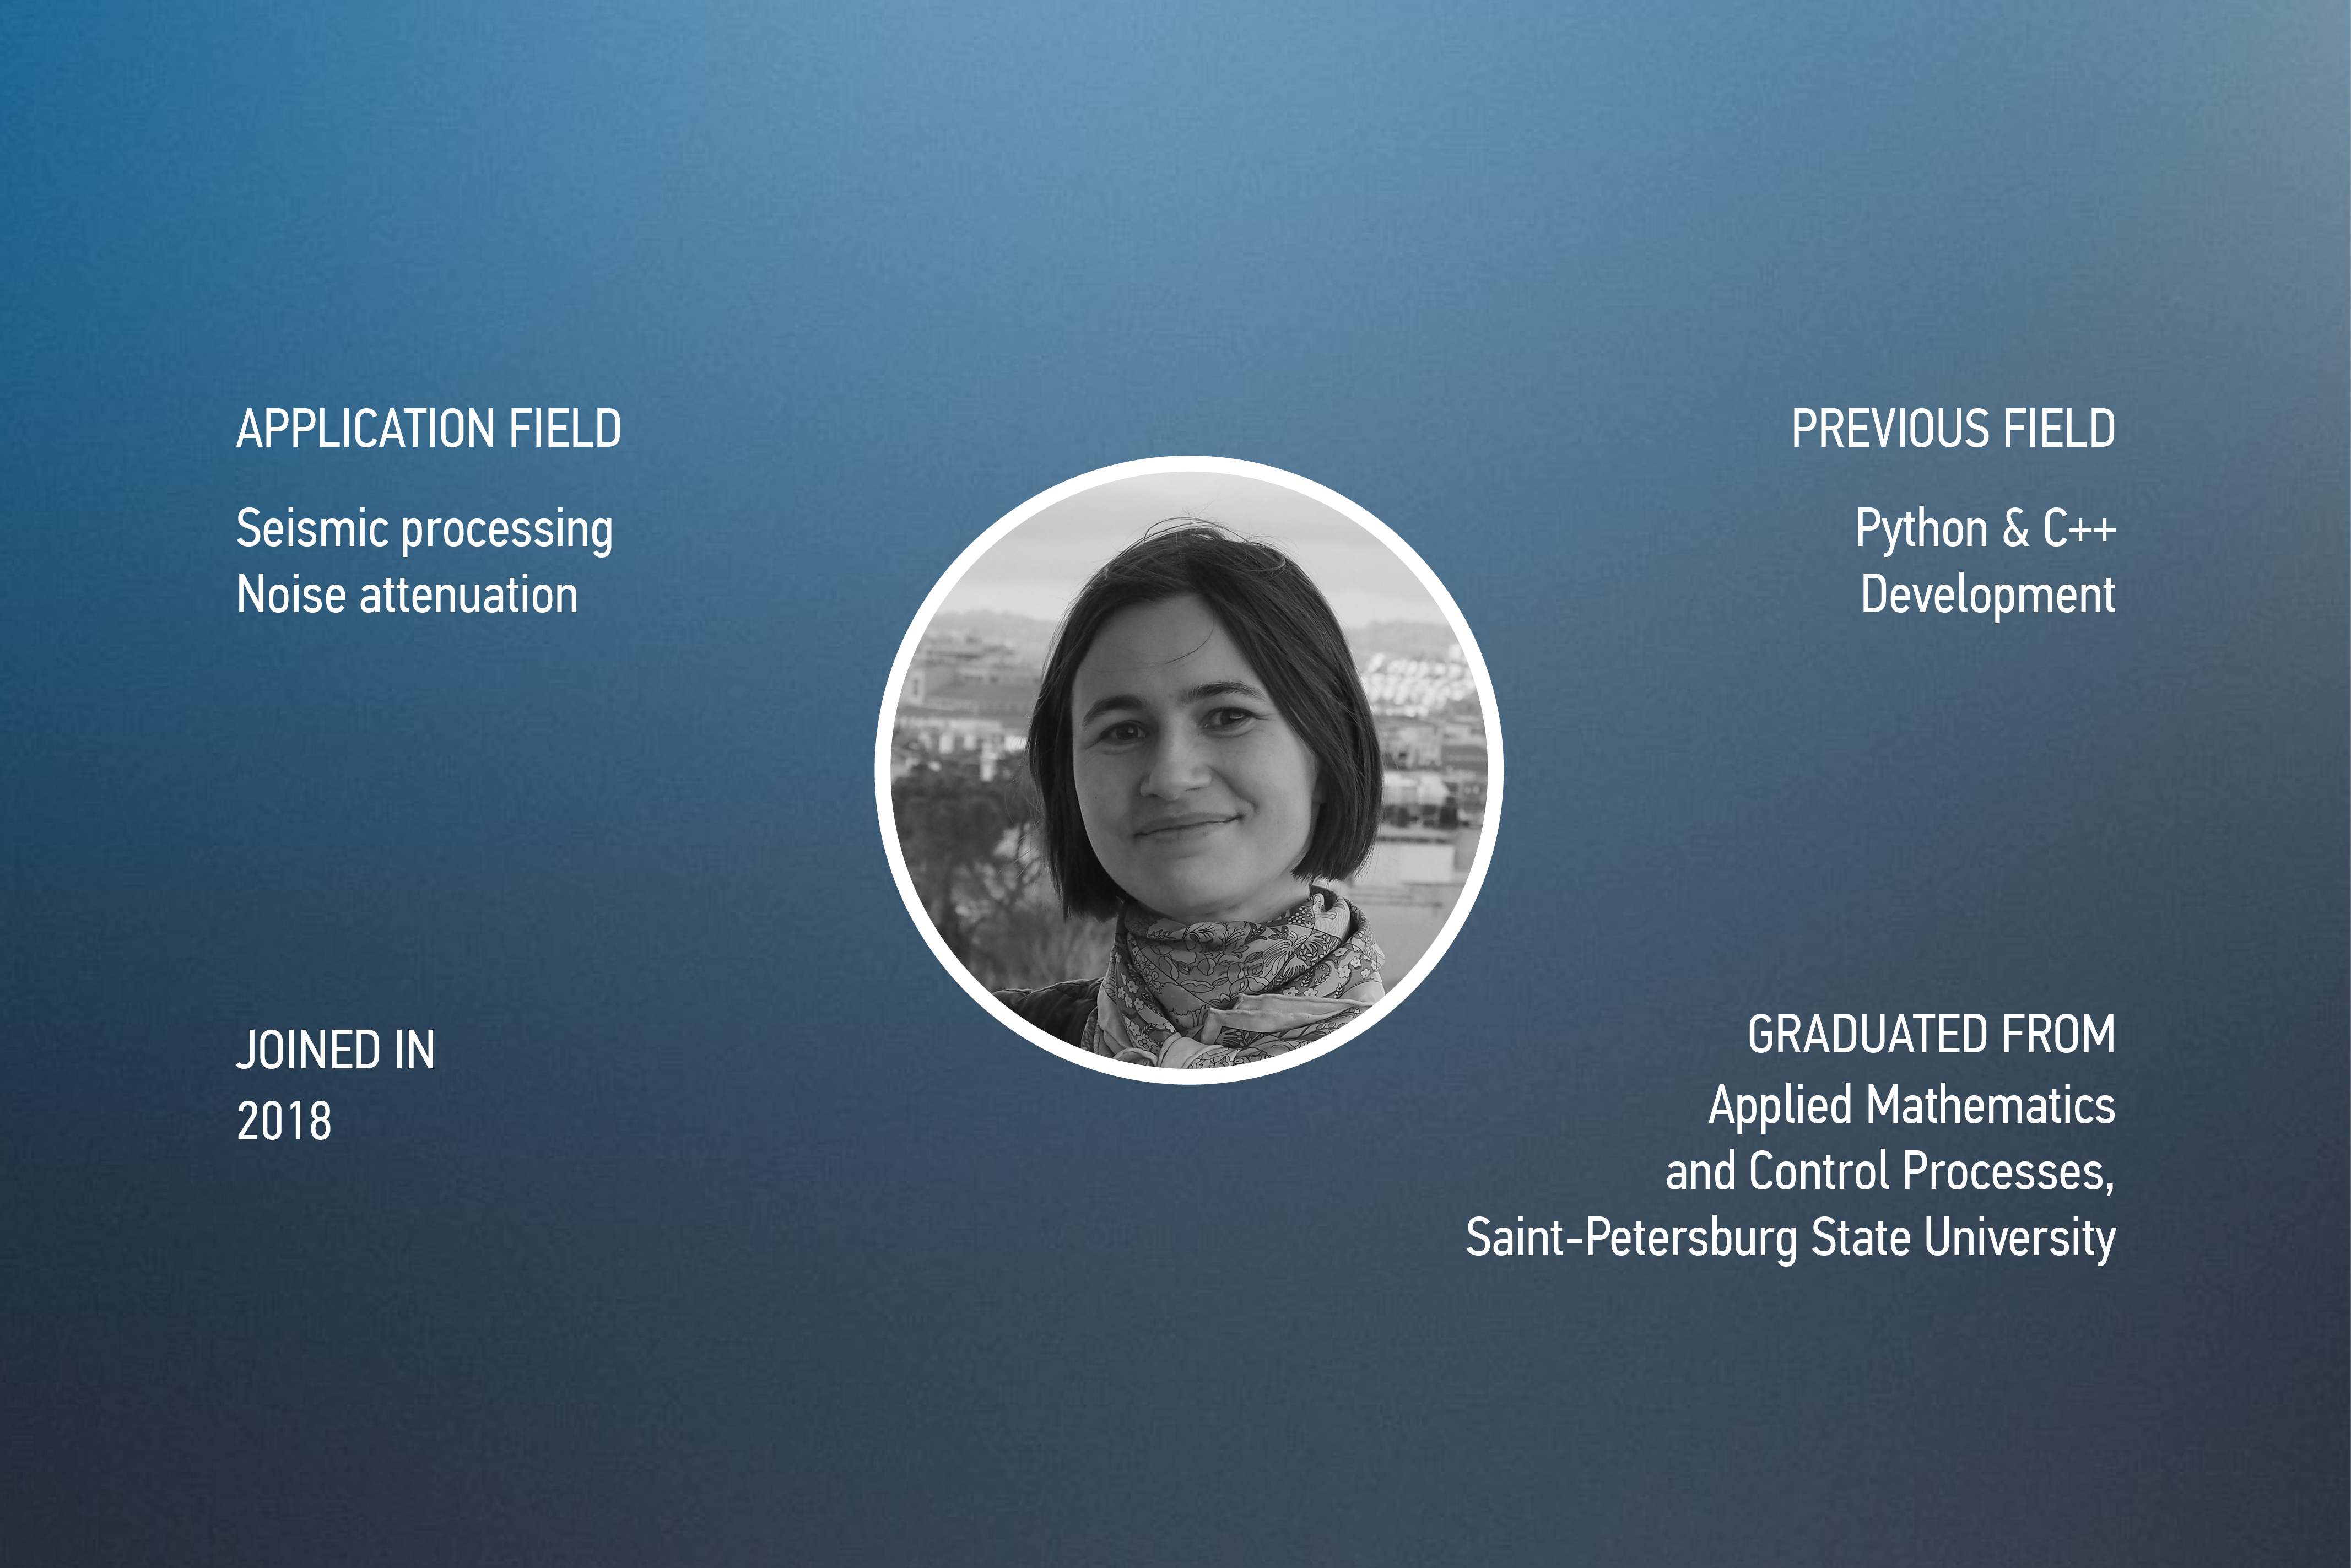 APPLICATION FIELD
Seismic processing
Noise attenuation
PREVIOUS FIELD
Python & C++
Development
JOINED IN
2018
GRADUATED FROM
Applied Mathematics
and Control Processes,
Saint-Petersburg State University